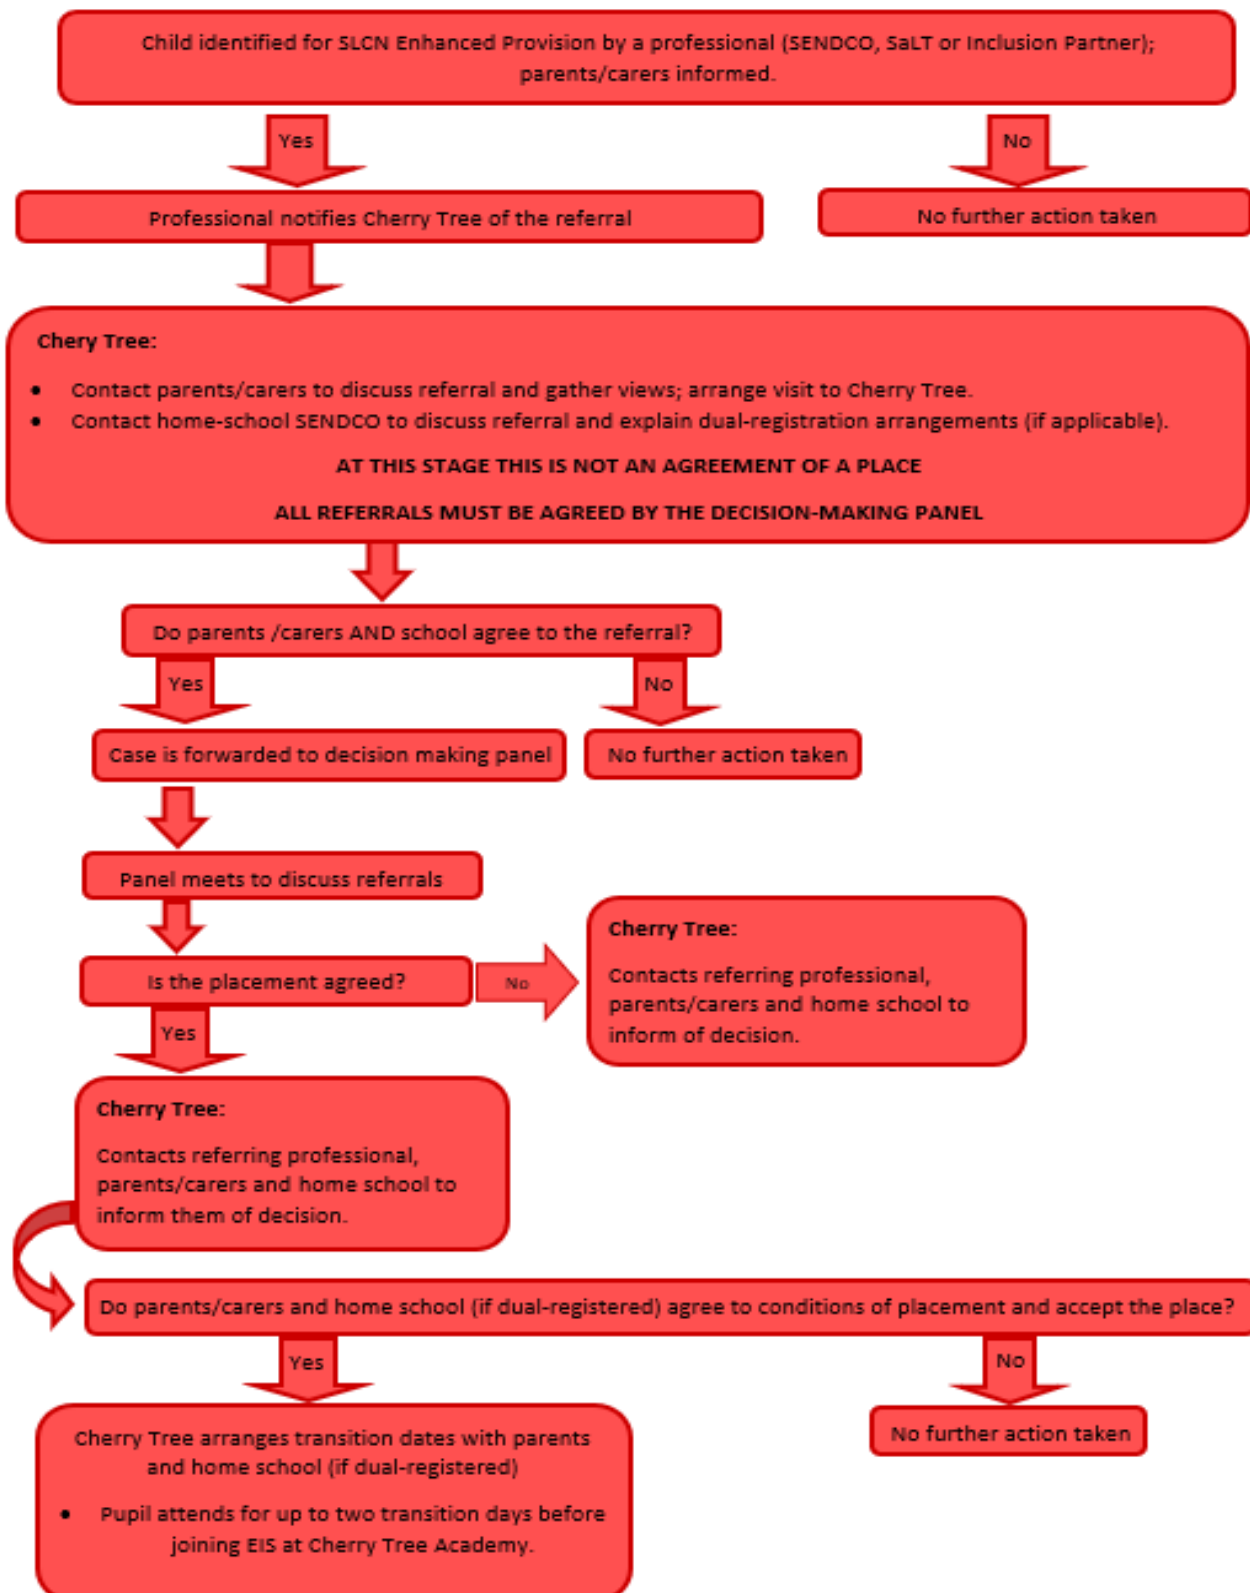 Child identified for SLCN Enhanced Provision by a professional (SENDCO, SaLT or Inclusion Partner);
parents/carers informed.
Yes
No
Professional notifies Cherry Tree of the referral
No further action taken
Chery Tree:
• Contact parents/carers to discuss referral and gather views; arrange visit to Cherry Tree.
• Contact home-school SENDCO to discuss referral and explain dual-registration arrangements (if applicable).
AT THIS STAGE THIS IS NOT AN AGREEMENT OF A PLACE
ALL REFERRALS MUST BE AGREED BY THE DECISION-MAKING PANEL
Do parents /carers AND school agree to the referral?
Yes
No
Case is forwarded to decision making panel
No further action taken
Panel meets to discuss referrals
Is the placement agreed?
No
Cherry Tree:
Contacts referring professional,
parents/carers and home school to
inform of decision.
Yes
Cherry Tree:
Contacts referring professional,
parents/carers and home school to
inform them of decision.
Do parents/carers and home school (if dual-registered) agree to conditions of placement and accept the place?
Yes
No
Cherry Tree arranges transition dates with parents
and home school (if dual-registered)
• Pupil attends for up to two transition days before
joining EIS at Cherry Tree Academy.
No further action taken